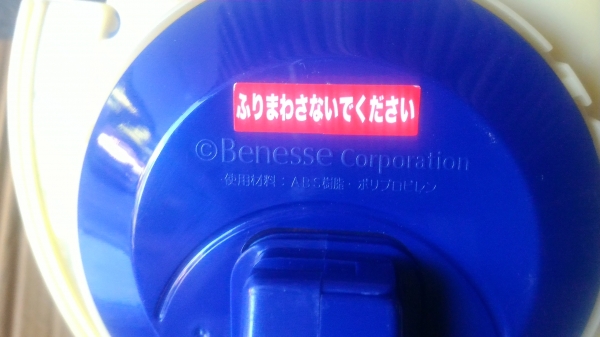 ふりまわさないでください
©Benesse Corporation
使用材料：ABS樹脂・ポリプロピレン